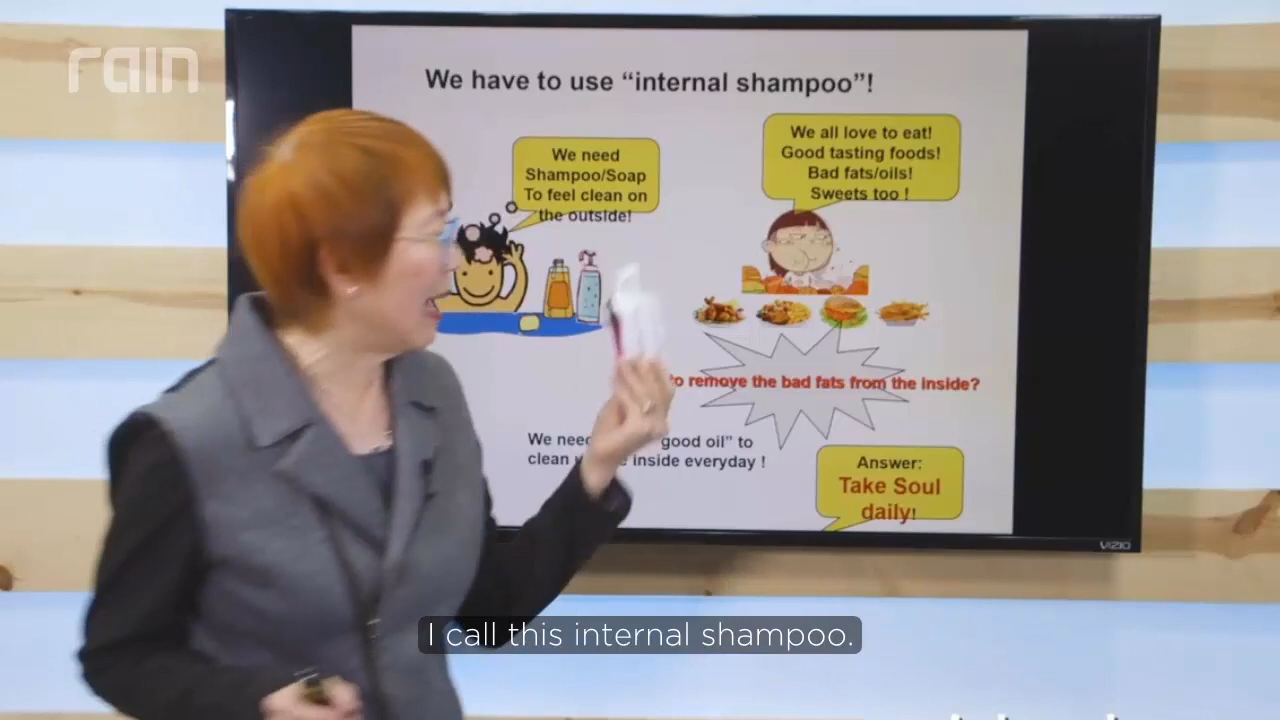 rain
We have to use “internal shampoo”!
We need
Shampoo/Soap
To feel clean on
the outside!
We all love to eat!
Good tasting foods!
Bad fats/oils!
Sweets too !
to remove the bad fats from the inside?
We need “good oil” to
clean inside everyday !
Answer:
Take Soul
daily!
VIZIO
I call this internal shampoo.